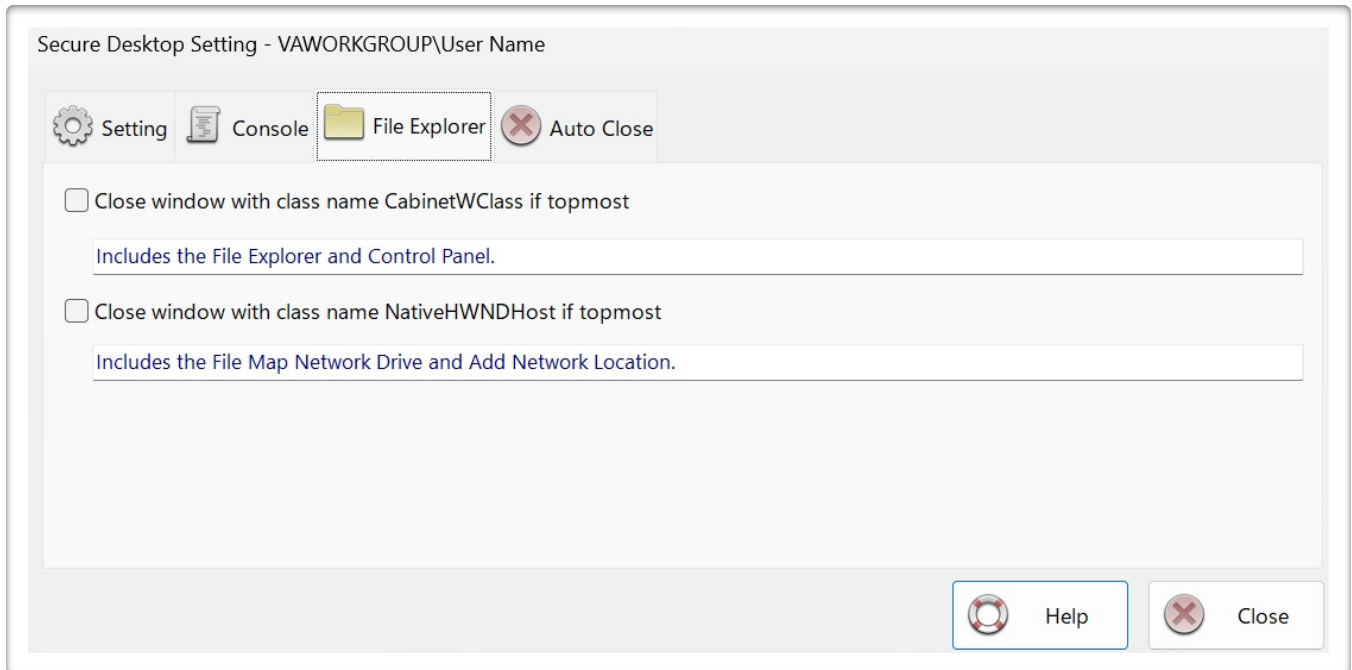 Secure Desktop Setting - VAWORKGROUP\User Name
Setting Console File Explorer Auto Close
Close window with class name CabinetWClass if topmost
Includes the File Explorer and Control Panel.
Close window with class name NativeHWNDHost if topmost
Includes the File Map Network Drive and Add Network Location.
Help Close